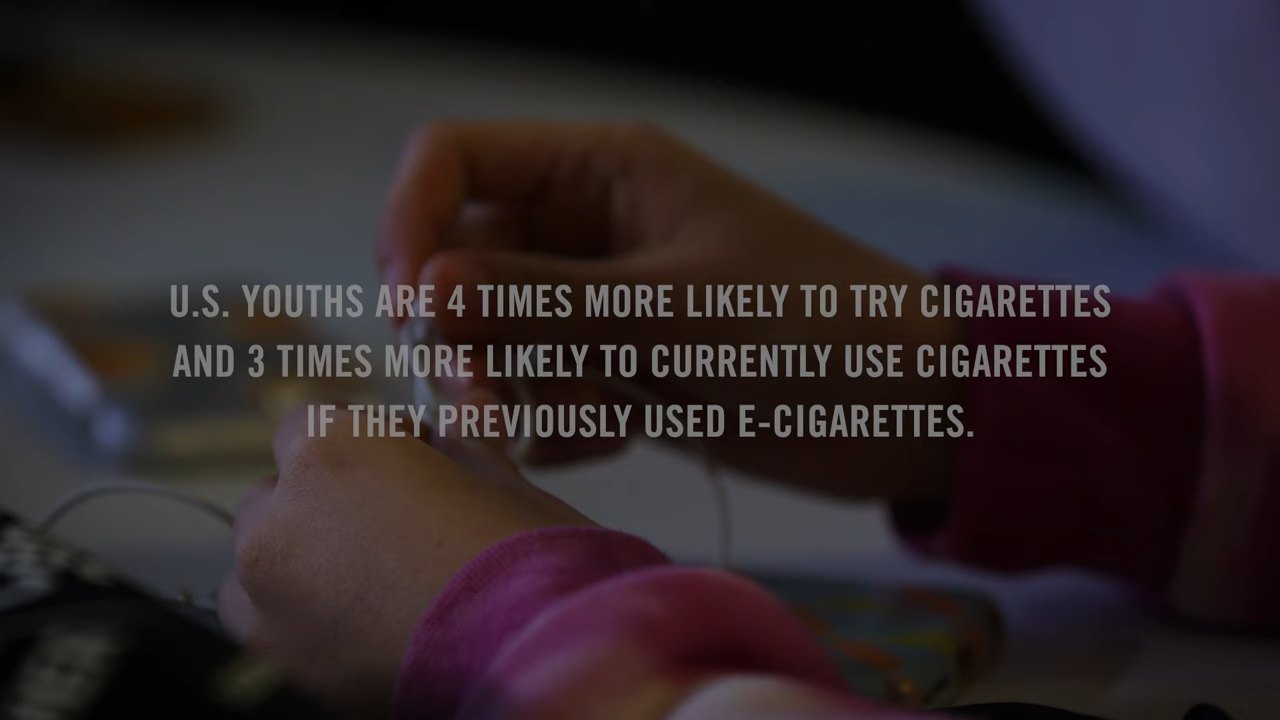 U.S. YOUTHS ARE 4 TIMES MORE LIKELY TO TRY CIGARETTES
AND 3 TIMES MORE LIKELY TO CURRENTLY USE CIGARETTES
IF THEY PREVIOUSLY USED E-CIGARETTES.